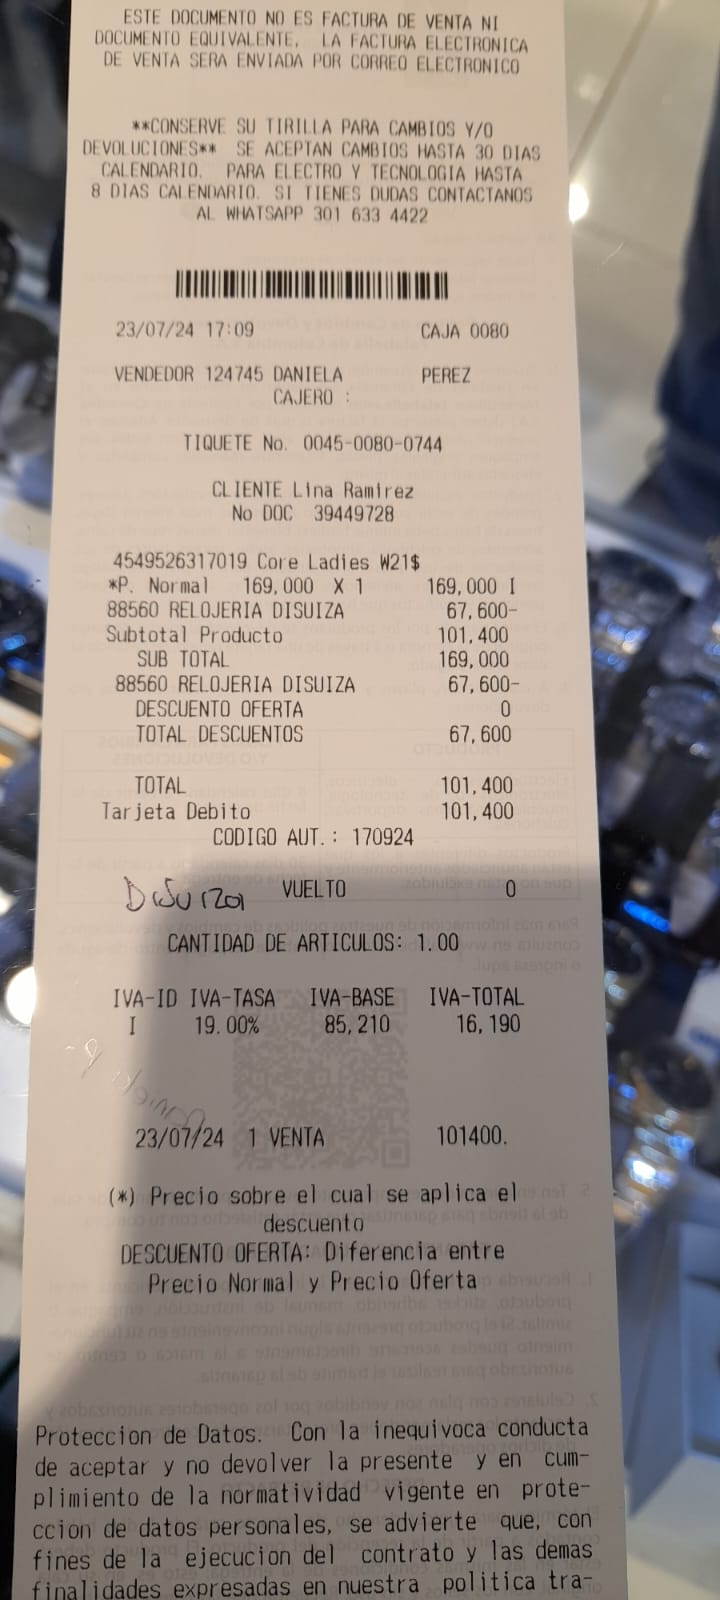 ESTE DOCUMENTO NO ES FACTURA DE VENTA NI
DOCUMENTO EQUIVALENTE, LA FACTURA ELECTRONICA
DE VENTA SERA ENVIADA POR CORREO ELECTRONICO
**CONSERVE SU TIRILLA PARA CAMBIOS Y/O
DEVOLUCIONES** SE ACEPTAN CAMBIOS HASTA 30 DIAS
CALENDARIO. PARA ELECTRO Y TECNOLOGIA HASTA
8 DIAS CALENDARIO. SI TIENES DUDAS CONTACTANOS
AL WHATSAPP 301 633 4422
23/07/24 17:09 CAJA 0080
VENDEDOR 124745 DANIELA PEREZ
CAJERO :
TIQUETE No. 0045-0080-0744
CLIENTE Lina Ramirez
No DOC 39449728
4549526317019 Core Ladies W21$
*P. Normal 169,000 X 1 169,000 I
88560 RELOJERIA DISUIZA 67,600-
Subtotal Producto 101,400
SUB TOTAL 169,000
88560 RELOJERIA DISUIZA 67,600-
DESCUENTO OFERTA 0
TOTAL DESCUENTOS 67,600
TOTAL 101,400
Tarjeta Debito 101,400
CODIGO AUT.: 170924
Disuiza VUELTO 0
CANTIDAD DE ARTICULOS: 1.00
IVA-ID IVA-TASA IVA-BASE IVA-TOTAL
I 19.00% 85,210 16,190
23/07/24 1 VENTA 101400.
(*) Precio sobre el cual se aplica el
descuento
DESCUENTO OFERTA: Diferencia entre
Precio Normal y Precio Oferta
Proteccion de Datos. Con la inequivoca conducta
de aceptar y no devolver la presente y en cum-
plimiento de la normatividad vigente en prote-
ccion de datos personales, se advierte que, con
fines de la ejecucion del contrato y las demas
finalidades expresadas en nuestra politica tra-